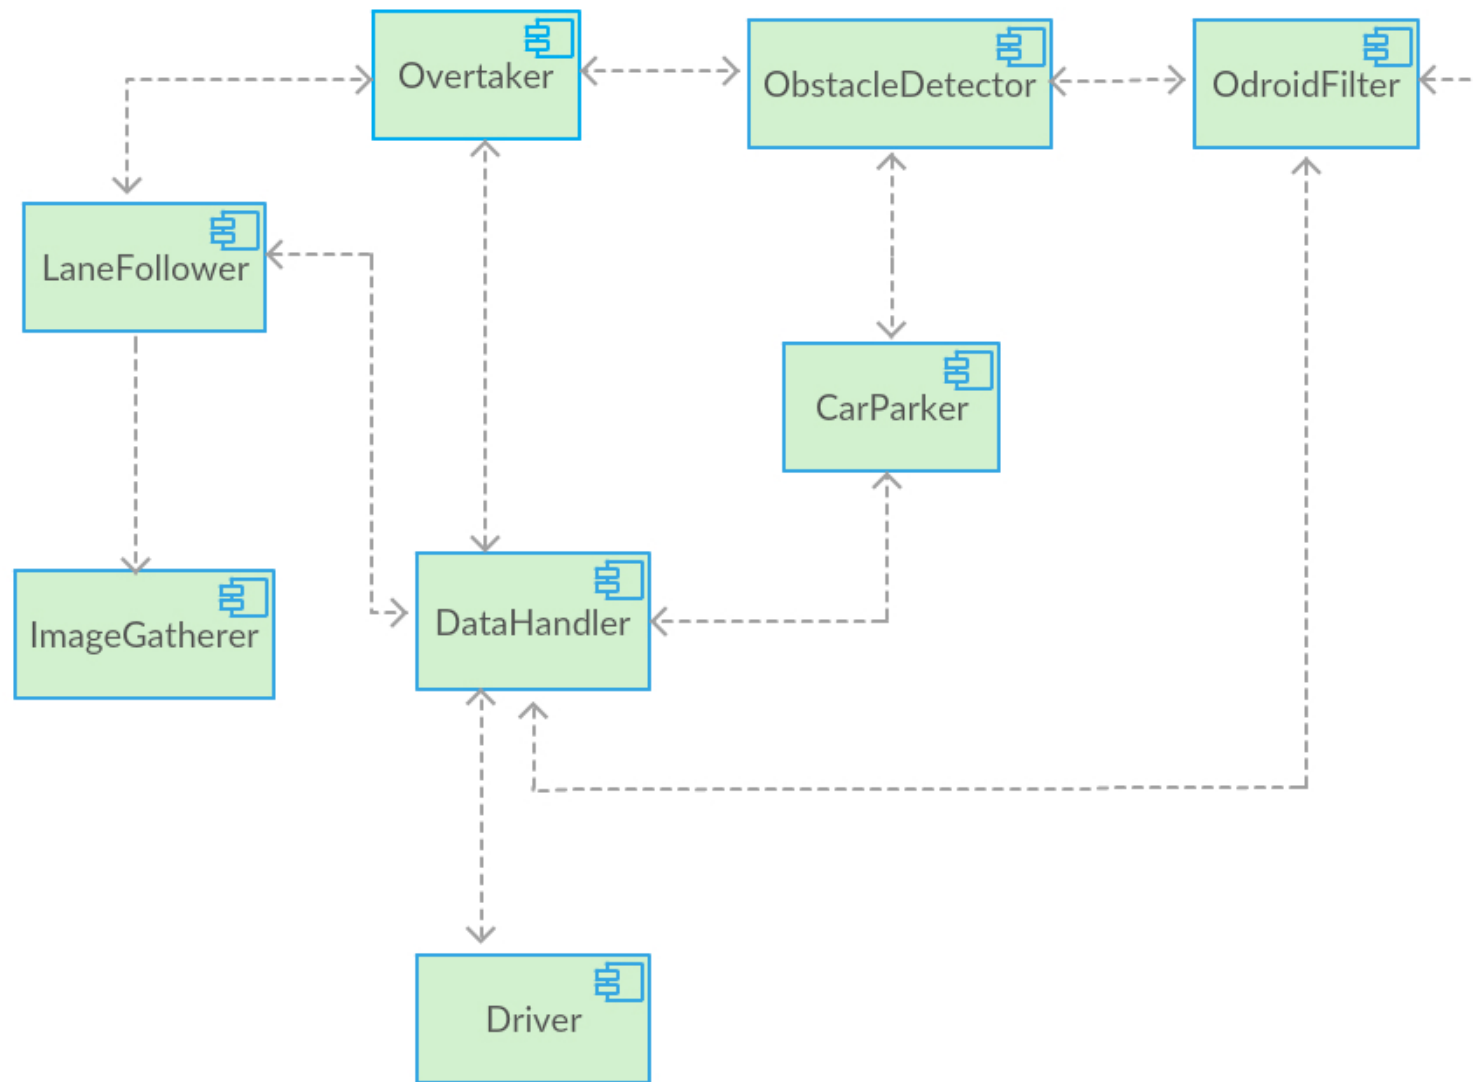 Overtaker
ObstacleDetector
OdroidFilter
LaneFollower
CarParker
DataHandler
ImageGatherer
Driver